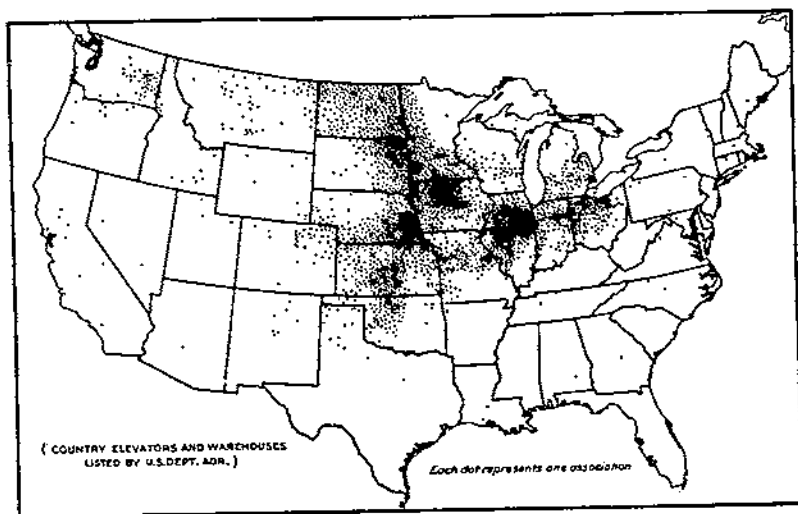 ( COUNTRY ELEVATORS AND WAREHOUSES
LISTED BY U.S. DEPT. AGR. )
Each dot represents one association